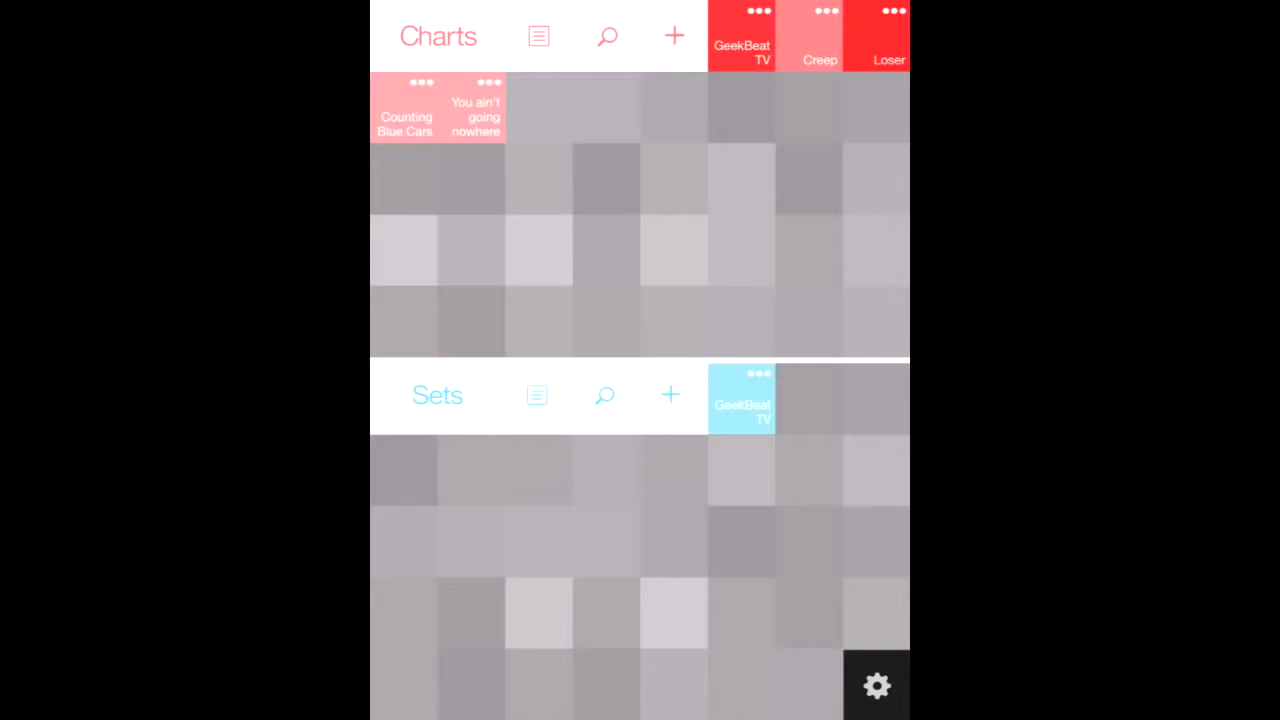 Charts
GeekBeat
TV
Creep
Loser
Counting
Blue Cars
You ain't
going
nowhere
Sets
GeekBeat
TV